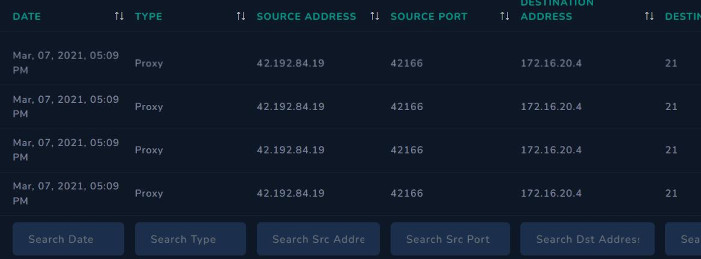 DATE ↑↓ TYPE ↑↓ SOURCE ADDRESS ↑↓ SOURCE PORT ↑↓ DESTINATION ADDRESS ↑↓ DESTIN
Mar, 07, 2021, 05:09 PM Proxy 42.192.84.19 42166 172.16.20.4 21
Mar, 07, 2021, 05:09 PM Proxy 42.192.84.19 42166 172.16.20.4 21
Mar, 07, 2021, 05:09 PM Proxy 42.192.84.19 42166 172.16.20.4 21
Mar, 07, 2021, 05:09 PM Proxy 42.192.84.19 42166 172.16.20.4 21
Search Date Search Type Search Src Addre Search Src Port Search Dst Addres Sea